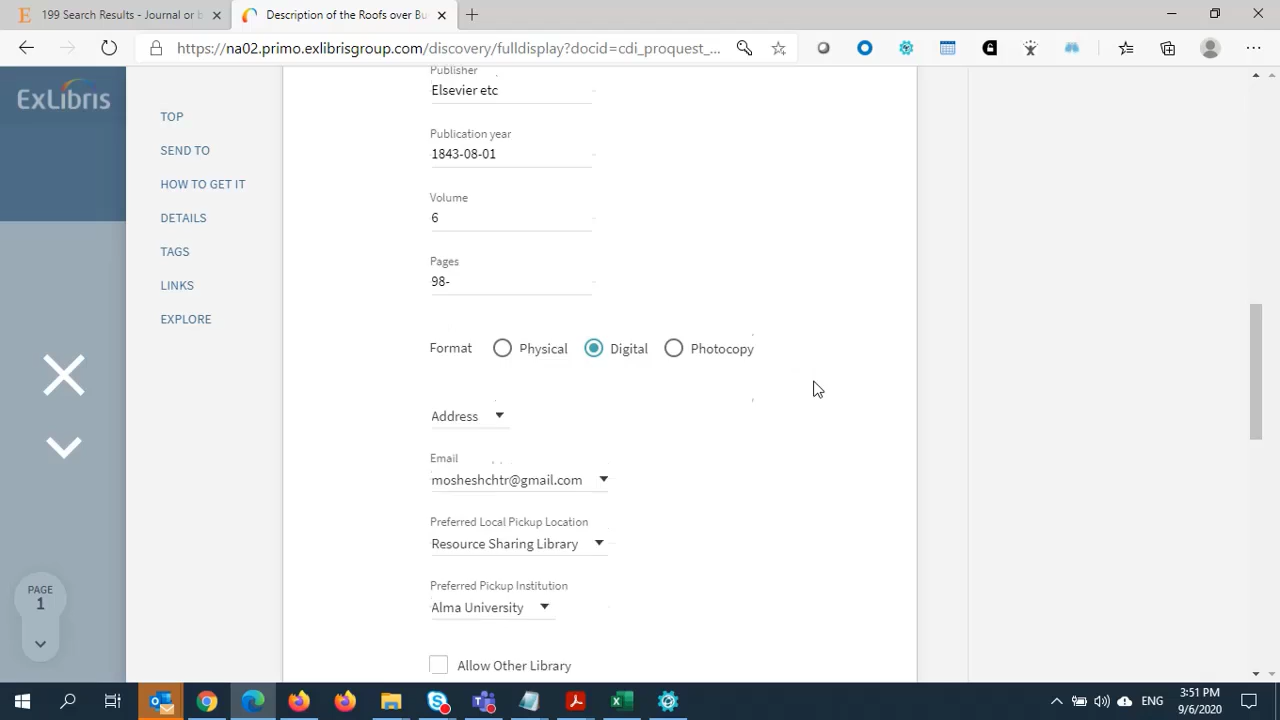 199 Search Results - Journal or b
Description of the Roofs over Bu
https://na02.primo.exlibrisgroup.com/discovery/fulldisplay?docid=cdi_proquest_...
ExLibris
TOP
SEND TO
HOW TO GET IT
DETAILS
TAGS
LINKS
EXPLORE
PAGE
1
Publisher
Elsevier etc
Publication year
1843-08-01
Volume
6
Pages
98-
Format Physical Digital Photocopy
Address
Email
mosheshchtr@gmail.com
Preferred Local Pickup Location
Resource Sharing Library
Preferred Pickup Institution
Alma University
Allow Other Library
ENG
3:51 PM
9/6/2020